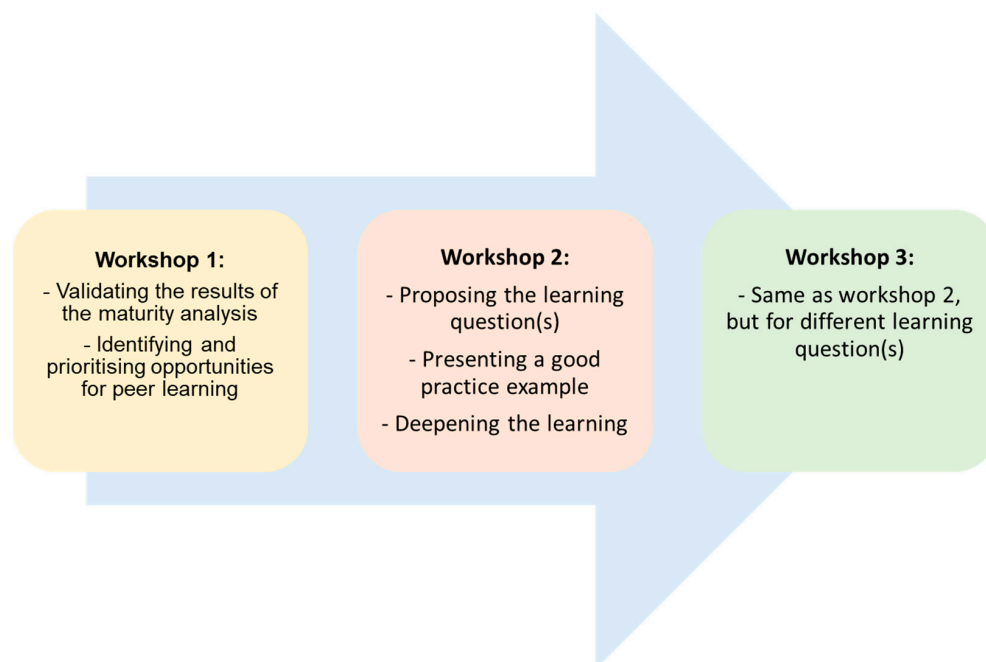 Workshop 1:
- Validating the results of
the maturity analysis
- Identifying and
prioritising opportunities
for peer learning
Workshop 2:
- Proposing the learning
question(s)
- Presenting a good
practice example
- Deepening the learning
Workshop 3:
- Same as workshop 2,
but for different learning
question(s)